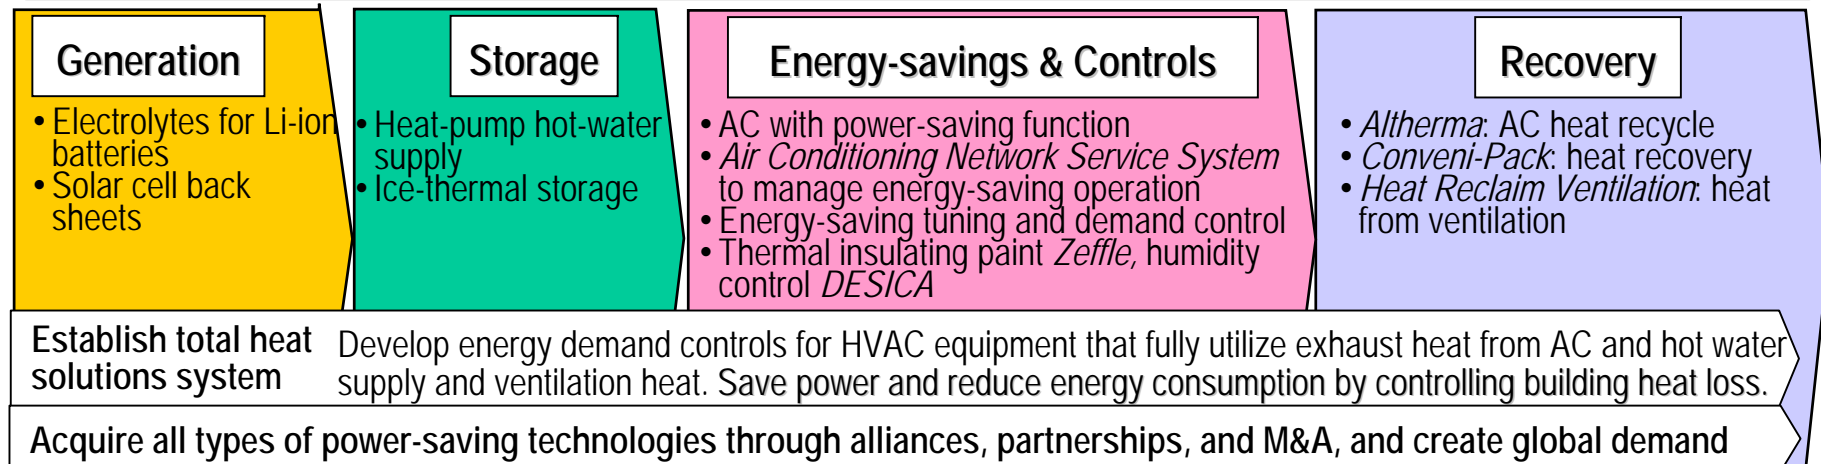 Generation
• Electrolytes for Li-ion
batteries
• Solar cell back
sheets
Storage
• Heat-pump hot-water
supply
• Ice-thermal storage
Energy-savings & Controls
• AC with power-saving function
• Air Conditioning Network Service System
to manage energy-saving operation
• Energy-saving tuning and demand control
• Thermal insulating paint Zeffle, humidity
control DESICA
Recovery
• Altherma: AC heat recycle
• Conveni-Pack: heat recovery
• Heat Reclaim Ventilation: heat
from ventilation
Establish total heat
solutions system
Develop energy demand controls for HVAC equipment that fully utilize exhaust heat from AC and hot water
supply and ventilation heat. Save power and reduce energy consumption by controlling building heat loss.
Acquire all types of power-saving technologies through alliances, partnerships, and M&A, and create global demand